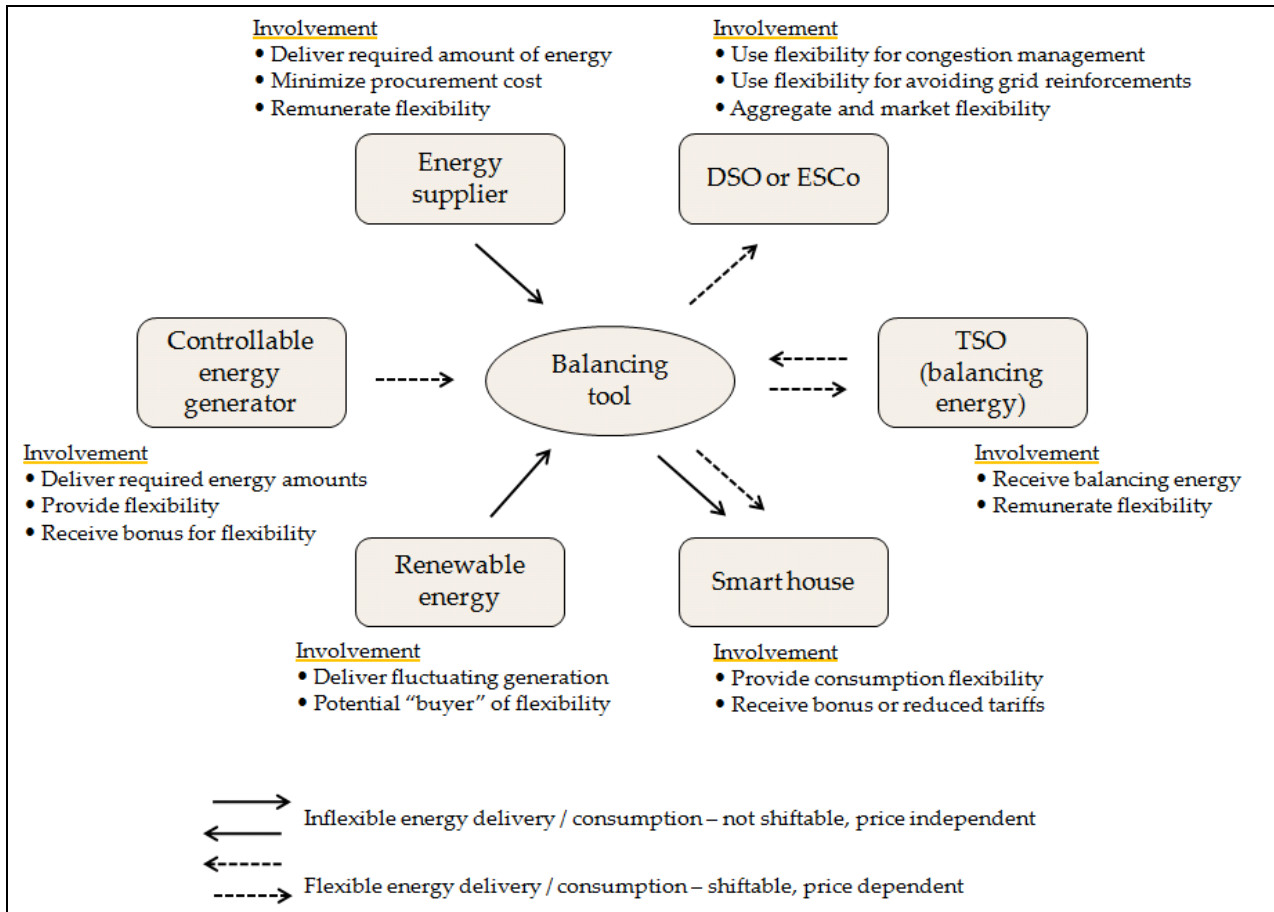 Involvement
• Deliver required amount of energy
• Minimize procurement cost
• Remunerate flexibility
Involvement
• Use flexibility for congestion management
• Use flexibility for avoiding grid reinforcements
• Aggregate and market flexibility
Energy
supplier
DSO or ESCo
Controllable
energy
generator
Balancing
tool
TSO
(balancing
energy)
Involvement
• Deliver required energy amounts
• Provide flexibility
• Receive bonus for flexibility
Involvement
• Receive balancing energy
• Remunerate flexibility
Renewable
energy
Smart house
Involvement
• Deliver fluctuating generation
• Potential “buyer” of flexibility
Involvement
• Provide consumption flexibility
• Receive bonus or reduced tariffs
Inflexible energy delivery / consumption – not shiftable, price independent
Flexible energy delivery / consumption – shiftable, price dependent